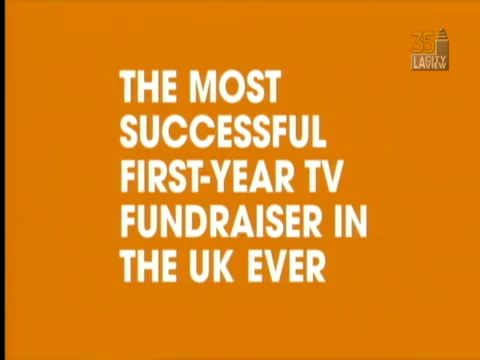 35
LA CITY VIEW
THE MOST
SUCCESSFUL
FIRST-YEAR TV
FUNDRAISER IN
THE UK EVER